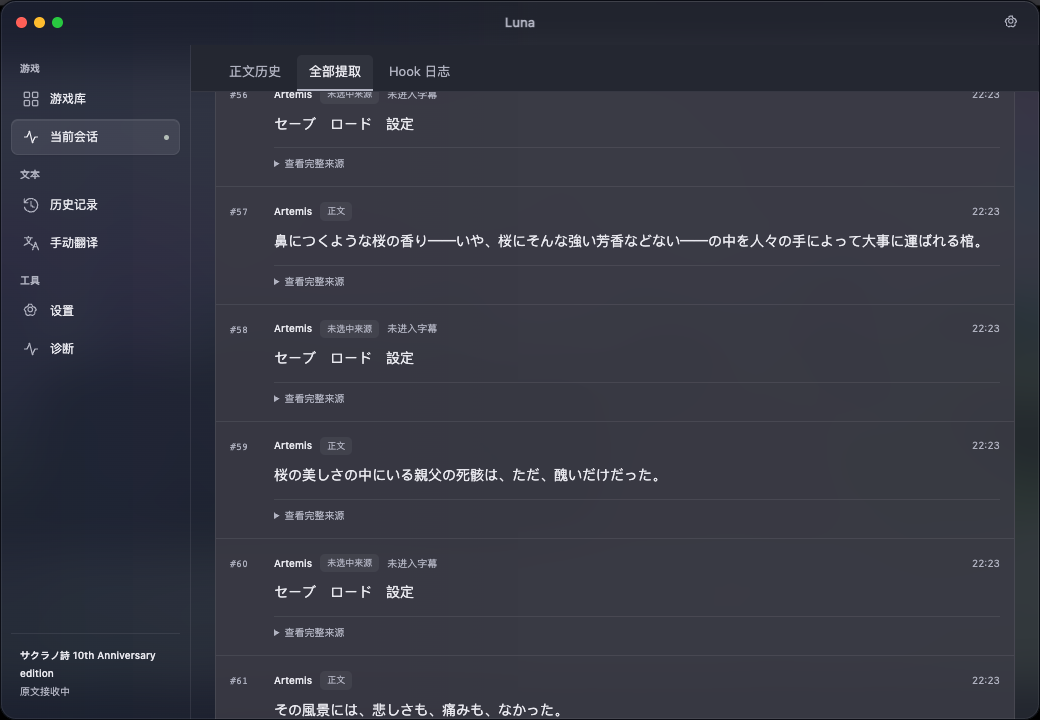 Luna
游戏
游戏库
当前会话
文本
历史记录
手动翻译
工具
设置
诊断
サクラノ詩 10th Anniversary
edition
原文接收中
正文历史 全部提取 Hook 日志
#56 Artemis 未选中来源 未进入字幕 22:23
セーブ　ロード　設定
▶ 查看完整来源
#57 Artemis 正文 22:23
鼻につくような桜の香り――いや、桜にそんな強い芳香などない――の中を人々の手によって大事に運ばれる棺。
▶ 查看完整来源
#58 Artemis 未选中来源 未进入字幕 22:23
セーブ　ロード　設定
▶ 查看完整来源
#59 Artemis 正文 22:23
桜の美しさの中にいる親父の死骸は、ただ、醜いだけだった。
▶ 查看完整来源
#60 Artemis 未选中来源 未进入字幕 22:23
セーブ　ロード　設定
▶ 查看完整来源
#61 Artemis 正文 22:23
その風景には、悲しさも、痛みも、なかった。